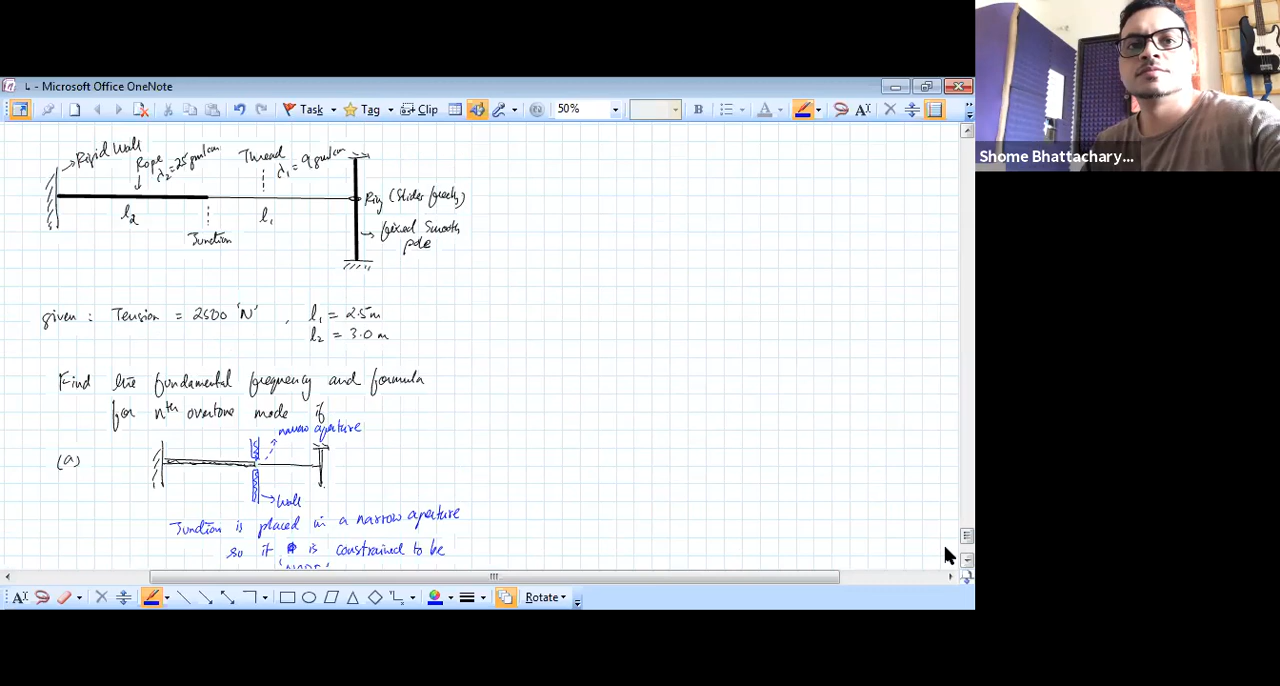 L - Microsoft Office OneNote
Task Tag Clip 50% B A
Shome Bhattachary...
Rigid Wall
Rope λ₂=25 gm/cm
Thread λ₁= 9 gm/cm
Ring (Slides freely)
l₂ l₁
Junction
fixed smooth pole
given : Tension = 2500 'N' , l₁ = 2.5m
l₂ = 3.0 m
Find the fundamental frequency and formula
for nth overtone mode if
narrow aperture
(a)
wall
Junction is placed in a narrow aperture
so it is constrained to be
'NODE'
Rotate